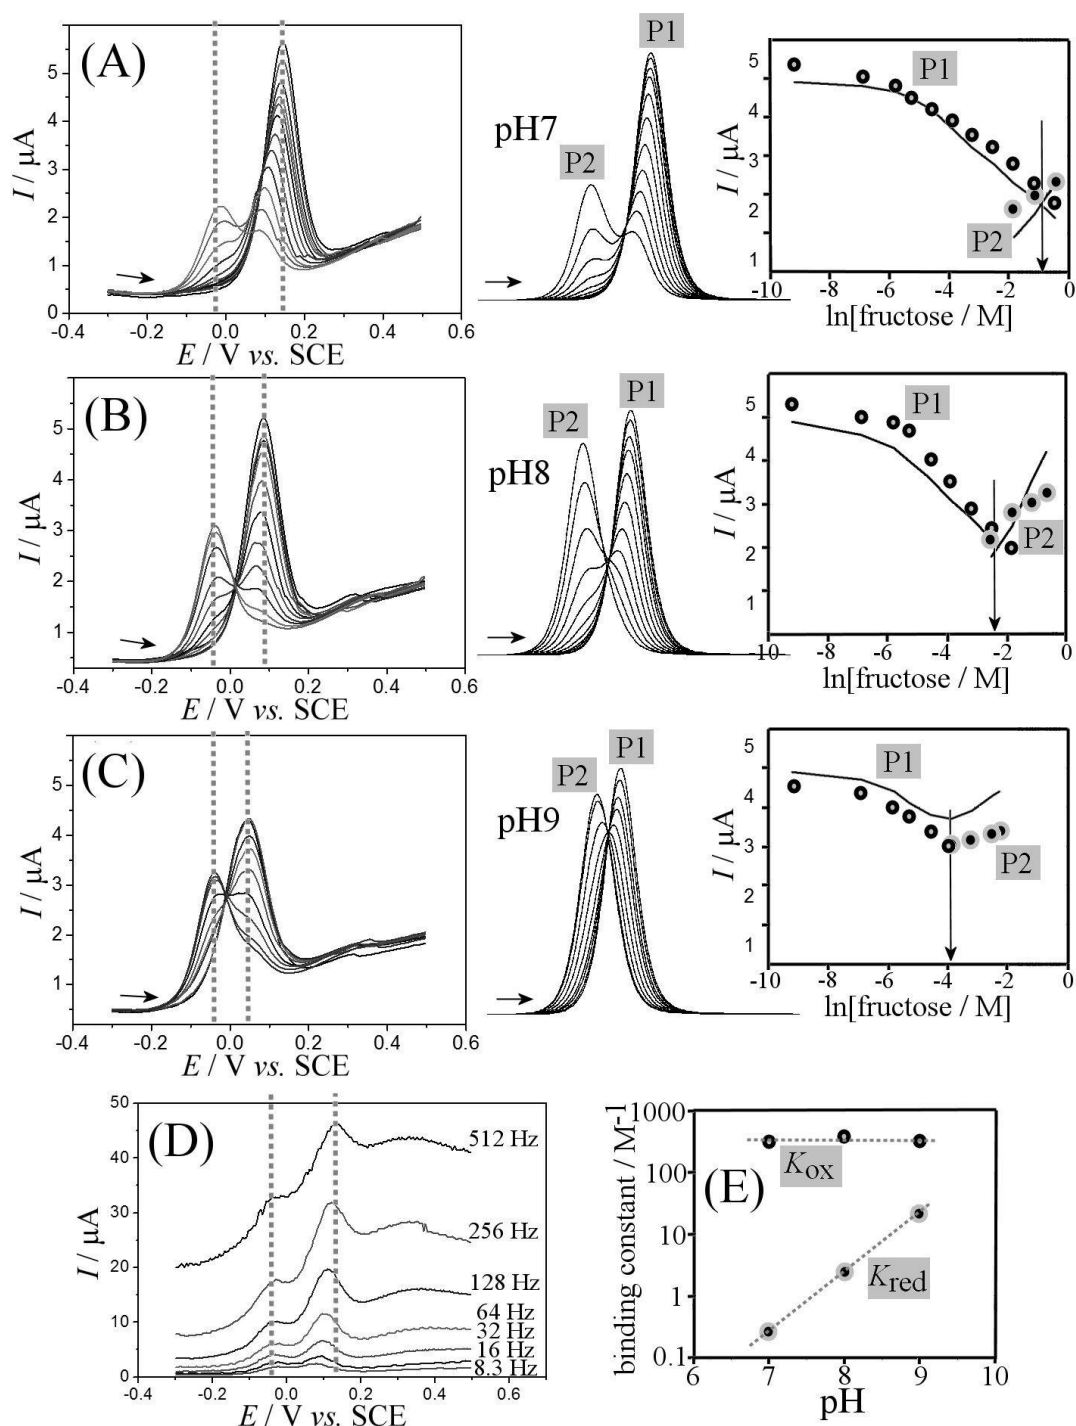 (A)
I / µA
5
4
3
2
1
0
-0.4 -0.2 0.0 0.2 0.4 0.6
E / V vs. SCE
pH7
P1
P2
I / µA
5
4
3
2
1
P1
P2
-10 -8 -6 -4 -2 0
ln[fructose / M]
(B)
I / µA
5
4
3
2
1
-0.4 -0.2 0.0 0.2 0.4 0.6
E / V vs. SCE
pH8
P2
P1
I / µA
5
4
3
2
1
P1
P2
-10 -8 -6 -4 -2 0
ln[fructose / M]
(C)
I / µA
5
4
3
2
1
-0.4 -0.2 0.0 0.2 0.4 0.6
E / V vs. SCE
pH9
P2
P1
I / µA
5
4
3
2
1
P1
P2
-10 -8 -6 -4 -2 0
ln[fructose / M]
(D)
I / µA
50
40
30
20
10
0
512 Hz
256 Hz
128 Hz
64 Hz
32 Hz
16 Hz
8.3 Hz
-0.4 -0.2 0.0 0.2 0.4 0.6
E / V vs. SCE
(E)
binding constant / M-1
1000
100
10
1
0.1
Kox
Kred
6 7 8 9 10
pH